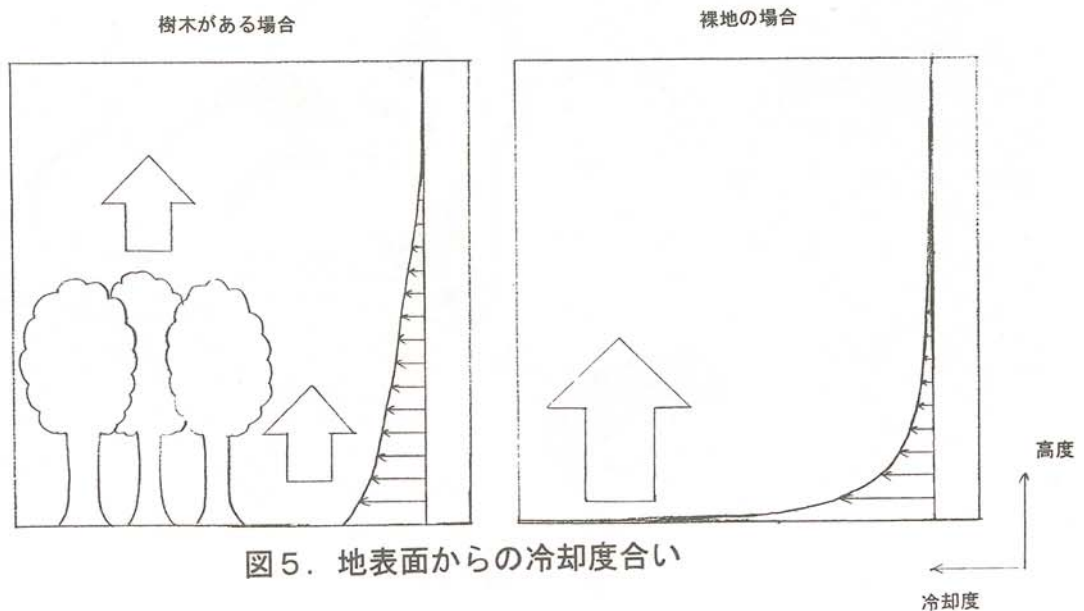 樹木がある場合
裸地の場合
高度
冷却度
図5．地表面からの冷却度合い